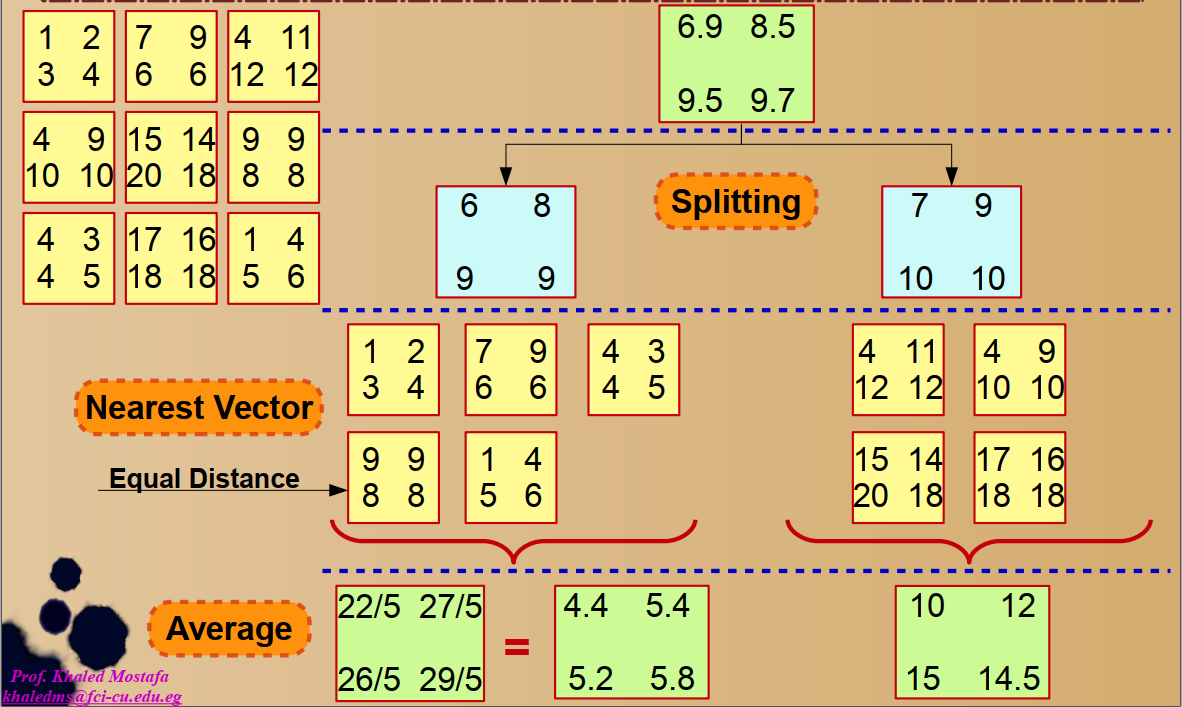 1 2 7 9 4 11
3 4 6 6 12 12
4 9 15 14 9 9
10 10 20 18 8 8
4 3 17 16 1 4
4 5 18 18 5 6
6.9 8.5
9.5 9.7
Splitting
6 8
9 9
7 9
10 10
Nearest Vector
1 2 7 9 4 3
3 4 6 6 4 5
Equal Distance
9 9 1 4
8 8 5 6
4 11 4 9
12 12 10 10
15 14 17 16
20 18 18 18
Average
22/5 27/5
26/5 29/5
=
4.4 5.4
5.2 5.8
10 12
15 14.5
Prof. Khaled Mostafa
khaledms@fci-cu.edu.eg